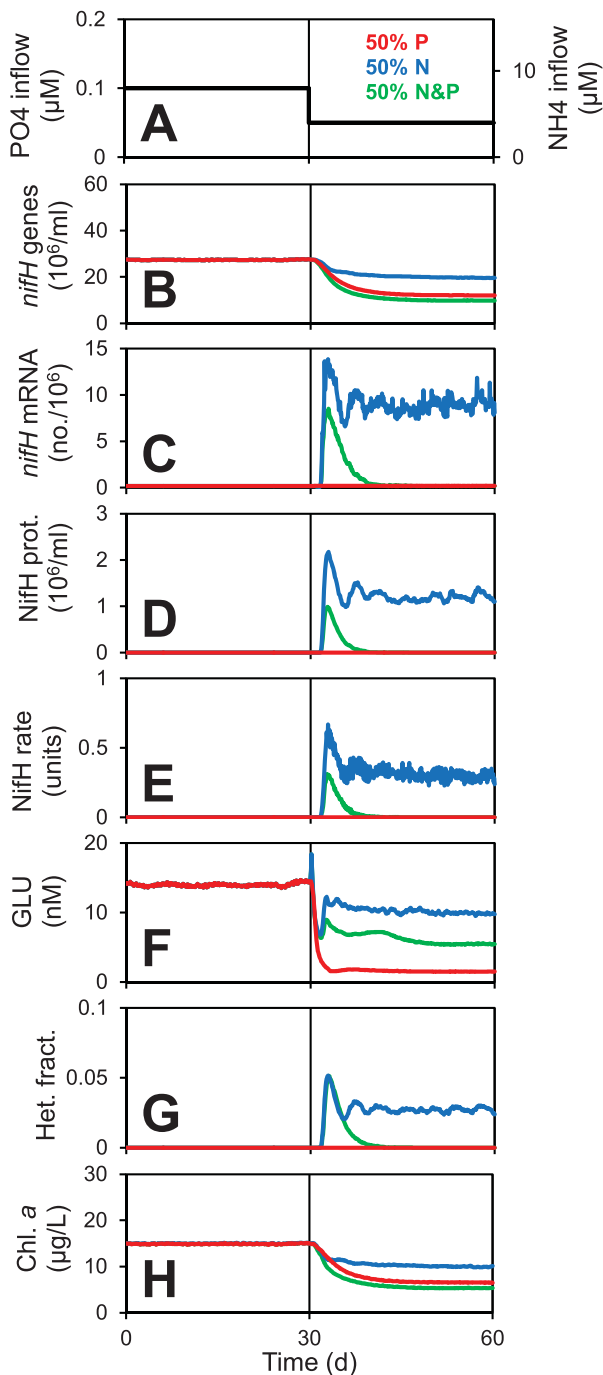 PO4 inflow
(µM)
0.2
0.1
0
50% P
50% N
50% N&P
A
10
0
NH4 inflow
(µM)
nifH genes
(10⁶/ml)
60
40
20
0
B
nifH mRNA
(no./10⁶)
15
10
5
0
C
NifH prot.
(10⁶/ml)
3
2
1
0
D
NifH rate
(units)
1
0.5
0
E
GLU
(nM)
20
10
0
F
Het. fract.
0.1
0.05
0
G
Chl. a
(µg/L)
30
20
10
0
H
0
30
60
Time (d)